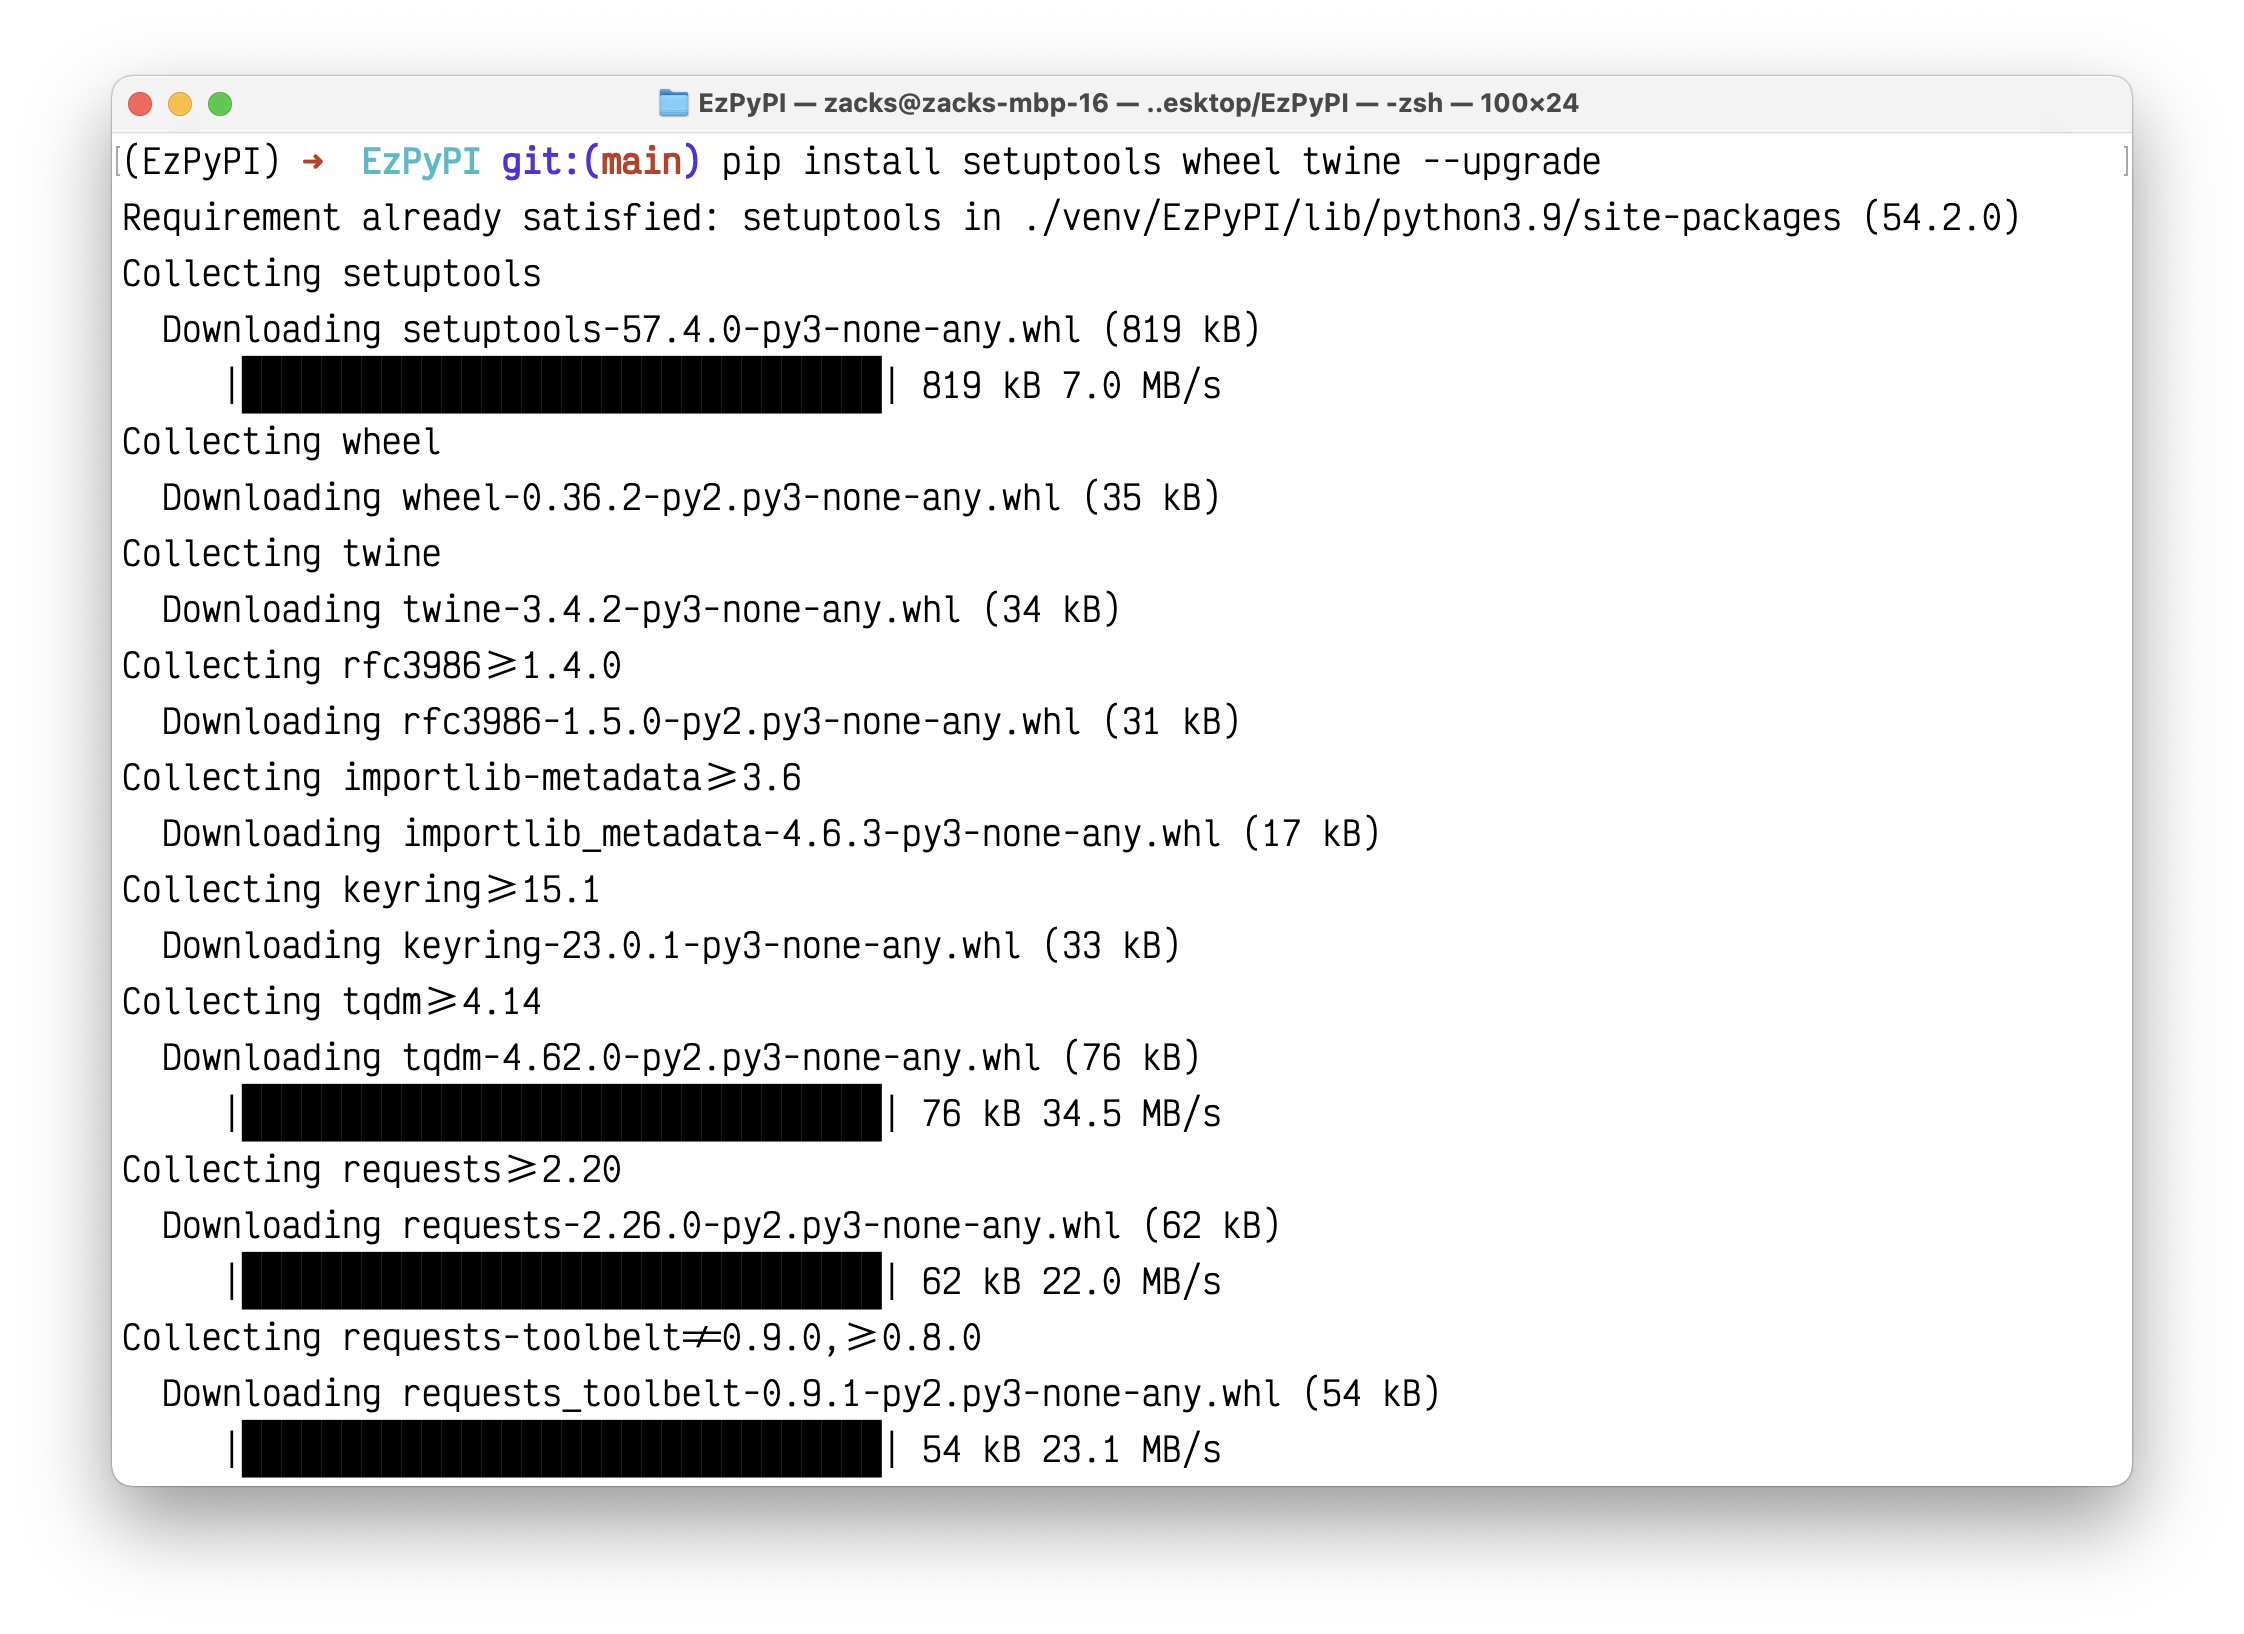 EzPyPI — zacks@zacks-mbp-16 — ..esktop/EzPyPI — -zsh — 100×24
(EzPyPI) ➜  EzPyPI git:(main) pip install setuptools wheel twine --upgrade
Requirement already satisfied: setuptools in ./venv/EzPyPI/lib/python3.9/site-packages (54.2.0)
Collecting setuptools
  Downloading setuptools-57.4.0-py3-none-any.whl (819 kB)
     |████████████████████████████████| 819 kB 7.0 MB/s
Collecting wheel
  Downloading wheel-0.36.2-py2.py3-none-any.whl (35 kB)
Collecting twine
  Downloading twine-3.4.2-py3-none-any.whl (34 kB)
Collecting rfc3986>=1.4.0
  Downloading rfc3986-1.5.0-py2.py3-none-any.whl (31 kB)
Collecting importlib-metadata>=3.6
  Downloading importlib_metadata-4.6.3-py3-none-any.whl (17 kB)
Collecting keyring>=15.1
  Downloading keyring-23.0.1-py3-none-any.whl (33 kB)
Collecting tqdm>=4.14
  Downloading tqdm-4.62.0-py2.py3-none-any.whl (76 kB)
     |████████████████████████████████| 76 kB 34.5 MB/s
Collecting requests>=2.20
  Downloading requests-2.26.0-py2.py3-none-any.whl (62 kB)
     |████████████████████████████████| 62 kB 22.0 MB/s
Collecting requests-toolbelt!=0.9.0,>=0.8.0
  Downloading requests_toolbelt-0.9.1-py2.py3-none-any.whl (54 kB)
     |████████████████████████████████| 54 kB 23.1 MB/s